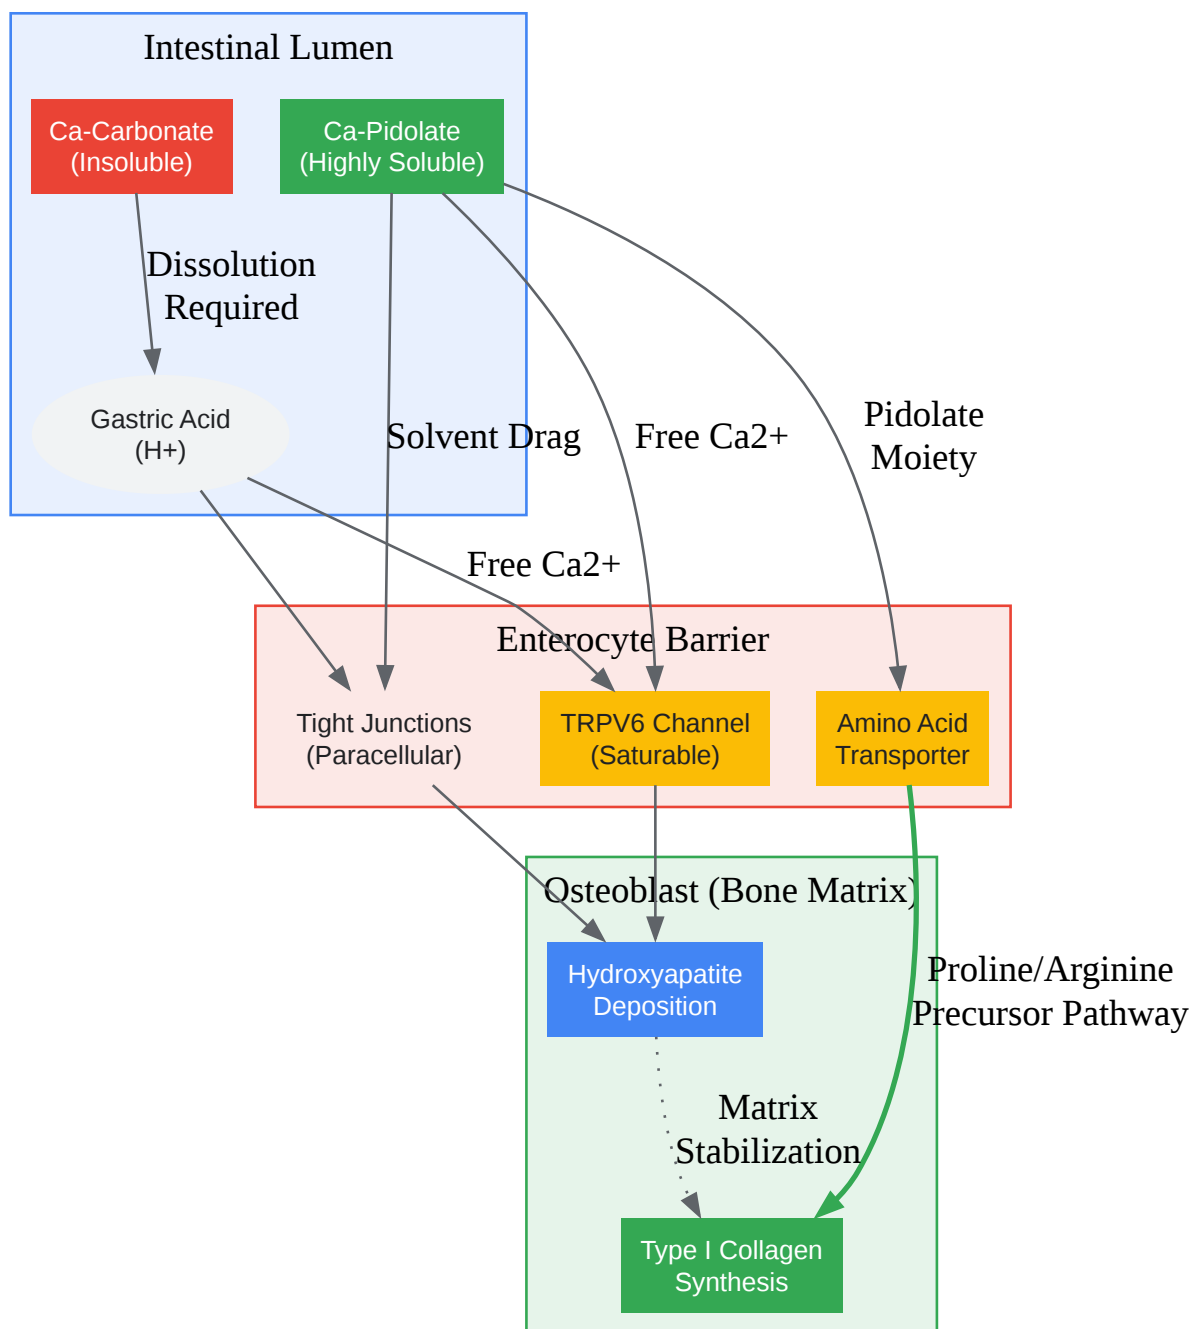 Intestinal Lumen
Ca-Carbonate
(Insoluble)
Ca-Pidolate
(Highly Soluble)
Dissolution
Required
Gastric Acid
(H+)
Solvent Drag
Free Ca2+
Pidolate
Moiety
Free Ca2+
Enterocyte Barrier
Tight Junctions
(Paracellular)
TRPV6 Channel
(Saturable)
Amino Acid
Transporter
Osteoblast (Bone Matrix)
Hydroxyapatite
Deposition
Proline/Arginine
Precursor Pathway
Matrix
Stabilization
Type I Collagen
Synthesis